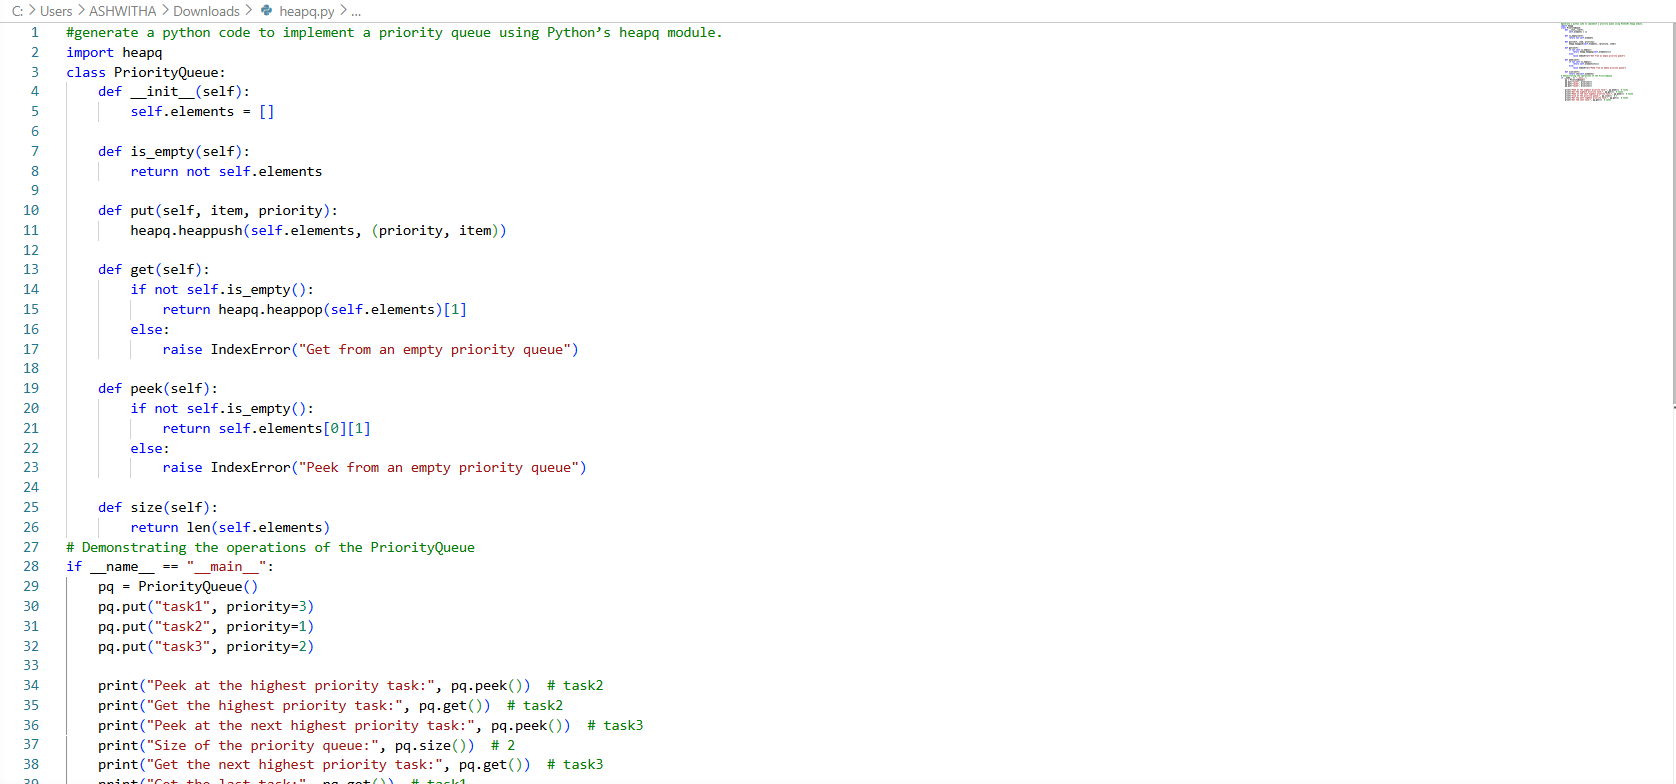 C: > Users > ASHWITHA > Downloads > heapq.py > ...
1 #generate a python code to implement a priority queue using Python’s heapq module.
2 import heapq
3 class PriorityQueue:
4     def __init__(self):
5         self.elements = []
6
7     def is_empty(self):
8         return not self.elements
9
10     def put(self, item, priority):
11         heapq.heappush(self.elements, (priority, item))
12
13     def get(self):
14         if not self.is_empty():
15             return heapq.heappop(self.elements)[1]
16         else:
17             raise IndexError("Get from an empty priority queue")
18
19     def peek(self):
20         if not self.is_empty():
21             return self.elements[0][1]
22         else:
23             raise IndexError("Peek from an empty priority queue")
24
25     def size(self):
26         return len(self.elements)
27 # Demonstrating the operations of the PriorityQueue
28 if __name__ == "__main__":
29     pq = PriorityQueue()
30     pq.put("task1", priority=3)
31     pq.put("task2", priority=1)
32     pq.put("task3", priority=2)
33
34     print("Peek at the highest priority task:", pq.peek())  # task2
35     print("Get the highest priority task:", pq.get())  # task2
36     print("Peek at the next highest priority task:", pq.peek())  # task3
37     print("Size of the priority queue:", pq.size())  # 2
38     print("Get the next highest priority task:", pq.get())  # task3
39     print("Get the last task:", pq.get())  # task1